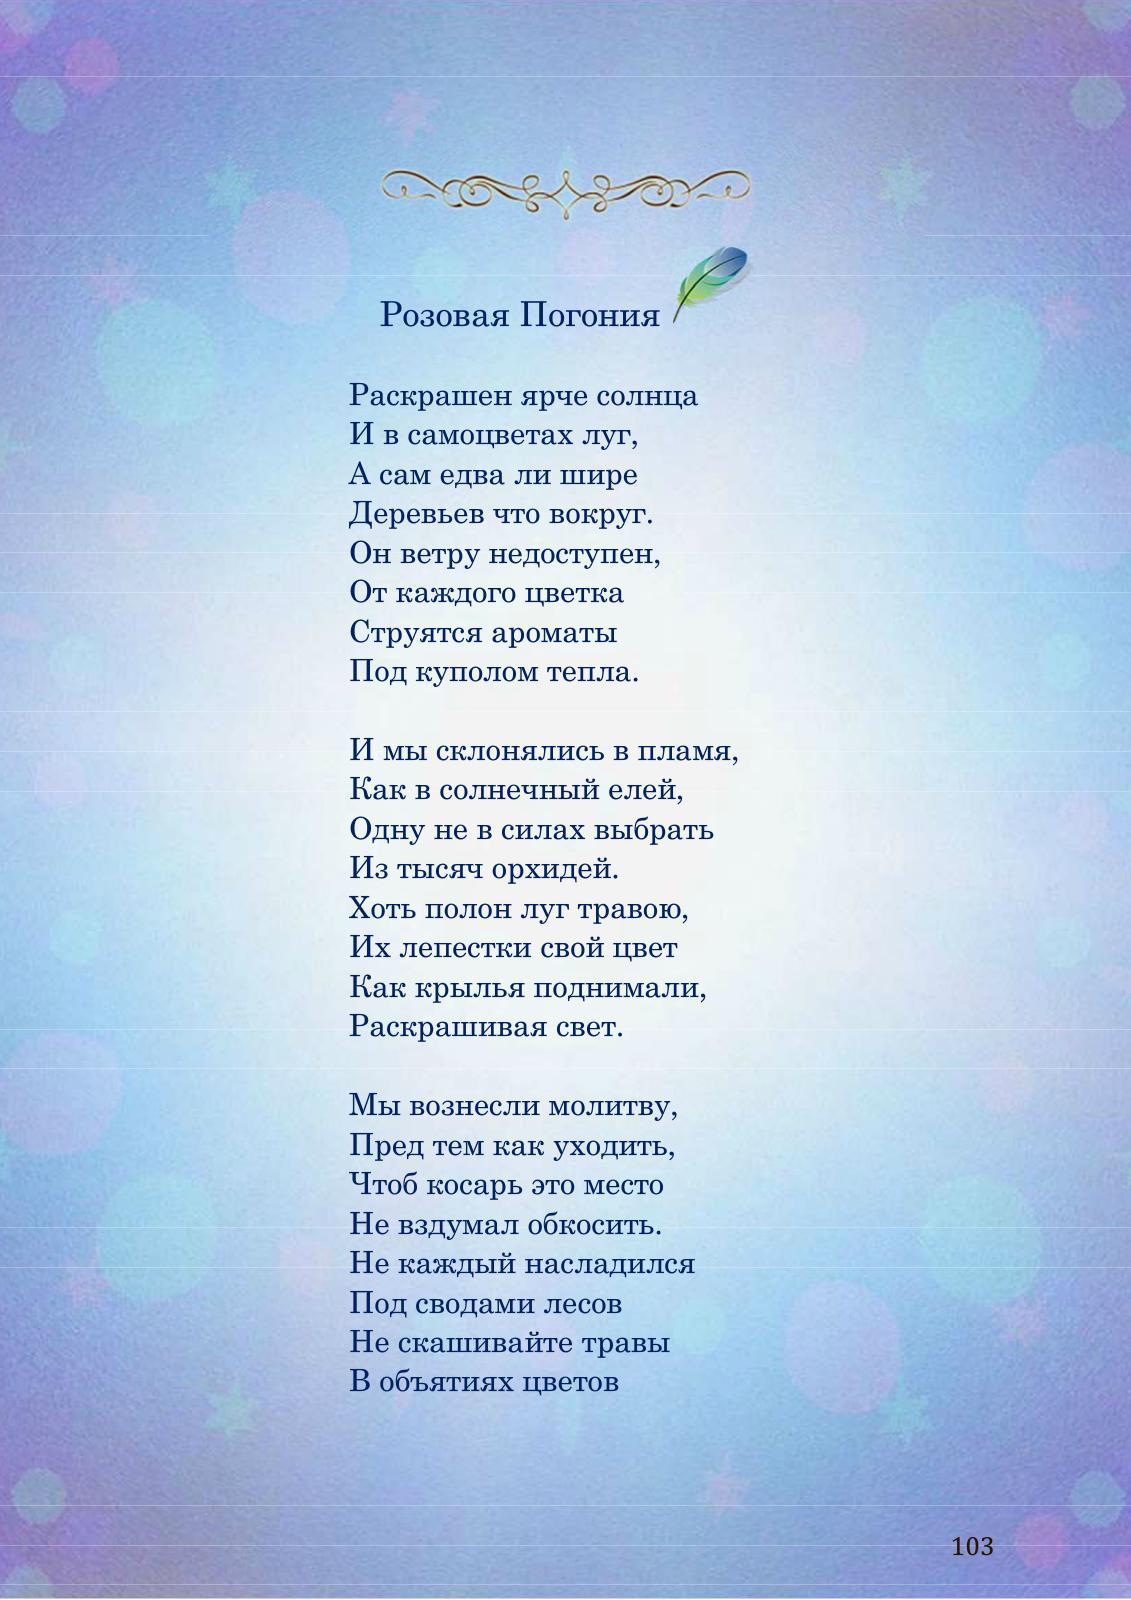 Розовая Погония
Раскрашен ярче солнца
И в самоцветах луг,
А сам едва ли шире
Деревьев что вокруг.
Он ветру недоступен,
От каждого цветка
Струятся ароматы
Под куполом тепла.
И мы склонялись в пламя,
Как в солнечный елей,
Одну не в силах выбрать
Из тысяч орхидей.
Хоть полон луг травою,
Их лепестки свой цвет
Как крылья поднимали,
Раскрашивая свет.
Мы вознесли молитву,
Пред тем как уходить,
Чтоб косарь это место
Не вздумал обкосить.
Не каждый насладился
Под сводами лесов
Не скашивайте травы
В объятиях цветов
103